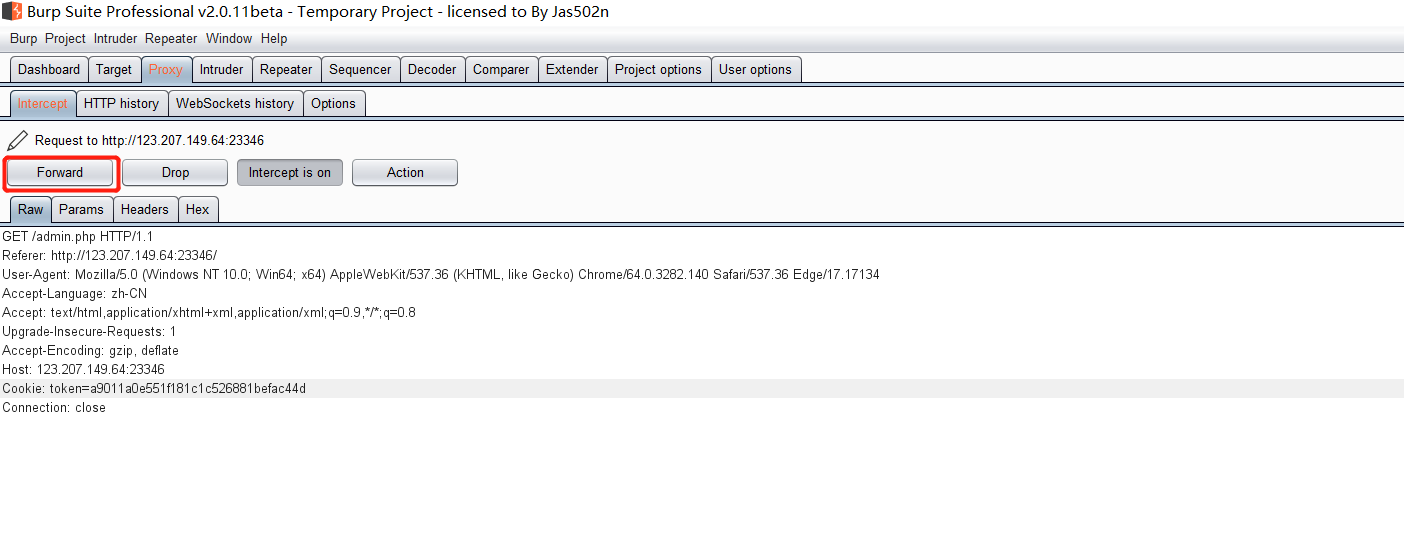 Burp Suite Professional v2.0.11beta - Temporary Project - licensed to By Jas502n
Burp Project Intruder Repeater Window Help
Dashboard Target Proxy Intruder Repeater Sequencer Decoder Comparer Extender Project options User options
Intercept HTTP history WebSockets history Options
Request to http://123.207.149.64:23346
Forward Drop Intercept is on Action
Raw Params Headers Hex
GET /admin.php HTTP/1.1
Referer: http://123.207.149.64:23346/
User-Agent: Mozilla/5.0 (Windows NT 10.0; Win64; x64) AppleWebKit/537.36 (KHTML, like Gecko) Chrome/64.0.3282.140 Safari/537.36 Edge/17.17134
Accept-Language: zh-CN
Accept: text/html,application/xhtml+xml,application/xml;q=0.9,*/*;q=0.8
Upgrade-Insecure-Requests: 1
Accept-Encoding: gzip, deflate
Host: 123.207.149.64:23346
Cookie: token=a9011a0e551f181c1c526881befac44d
Connection: close